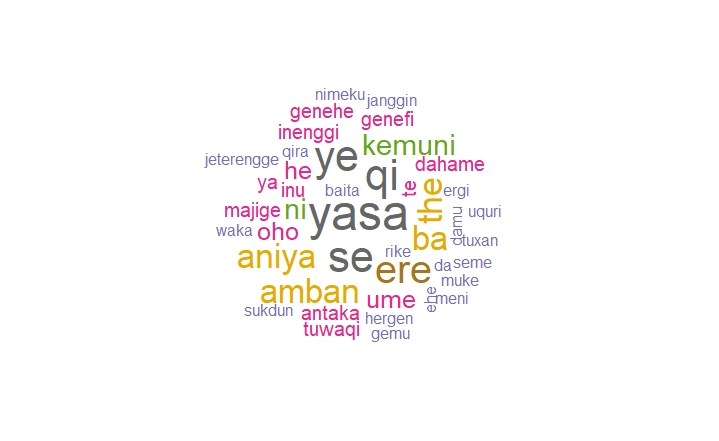 nimeku
janggin
genehe
genefi
inenggi
kemuni
qira
ye
jeterengge
dahame
he
qi
ya
inu
baita
te
the
ergi
majige
ni
yasa
damu
uquri
waka
oho
ba
tuxan
rike
aniya
se
ere
da
seme
muke
amban
ume
ehe
meni
sukdun
antaka
hergen
tuwaqi
gemu